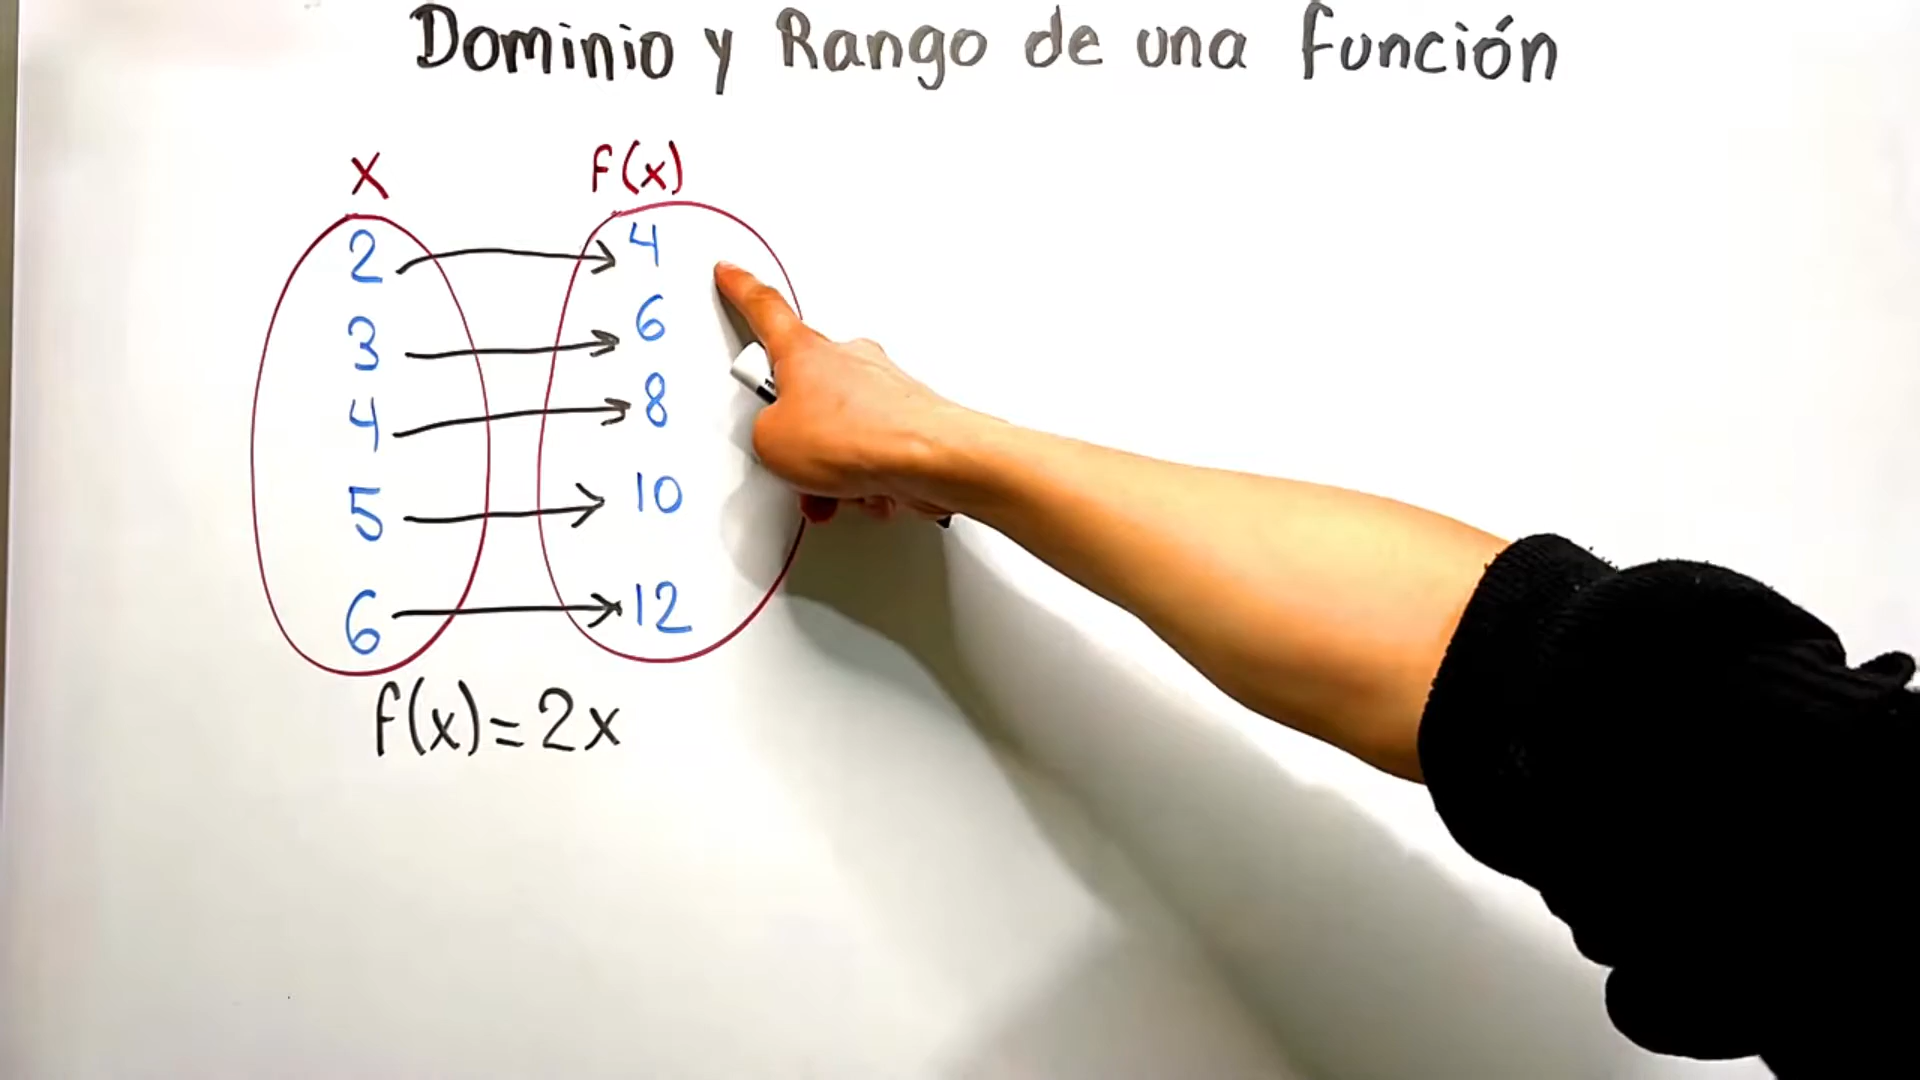 Dominio y Rango de una función
x f(x)
2 4
3 6
4 8
5 10
6 12
f(x)=2x